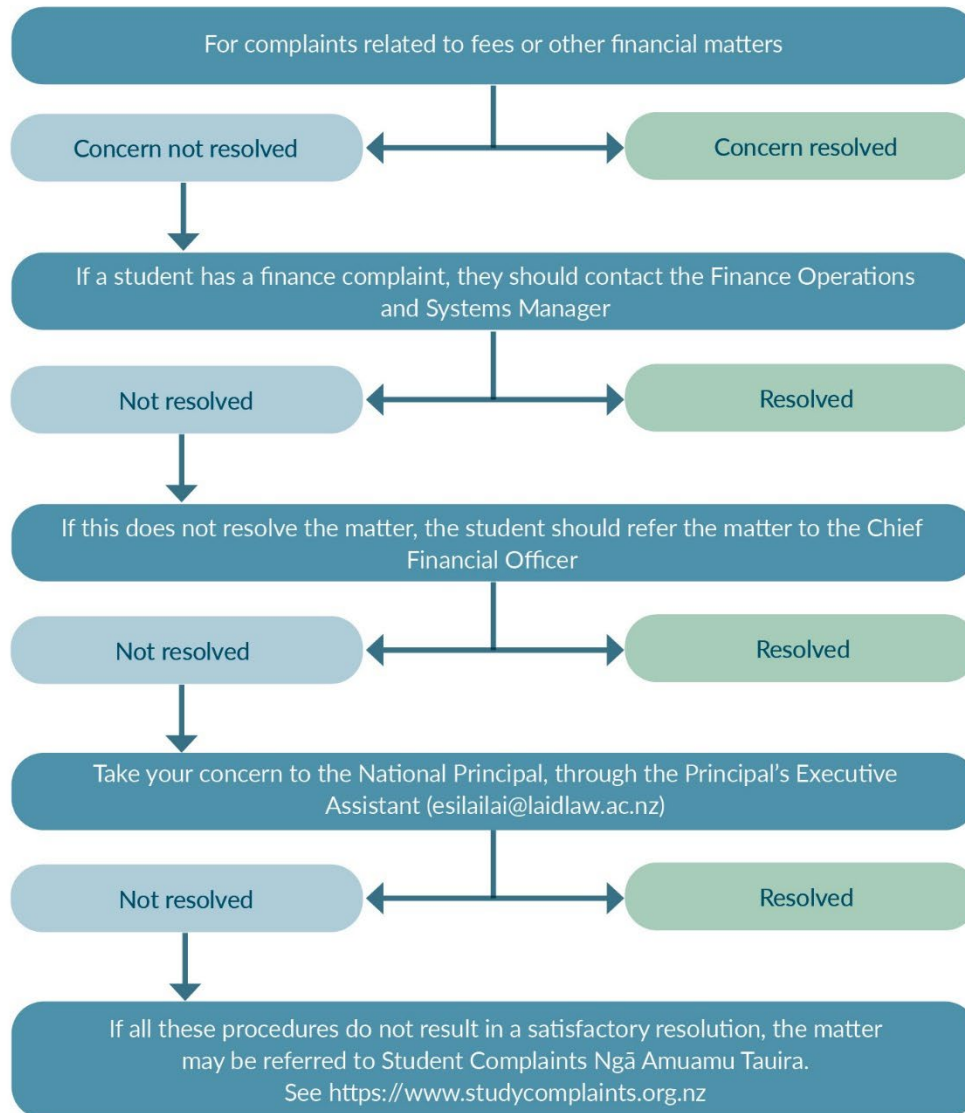 For complaints related to fees or other financial matters
Concern not resolved
Concern resolved
If a student has a finance complaint, they should contact the Finance Operations
and Systems Manager
Not resolved
Resolved
If this does not resolve the matter, the student should refer the matter to the Chief
Financial Officer
Not resolved
Resolved
Take your concern to the National Principal, through the Principal’s Executive
Assistant (esilailai@laidlaw.ac.nz)
Not resolved
Resolved
If all these procedures do not result in a satisfactory resolution, the matter
may be referred to Student Complaints Ngā Amuamu Tauira.
See https://www.studycomplaints.org.nz